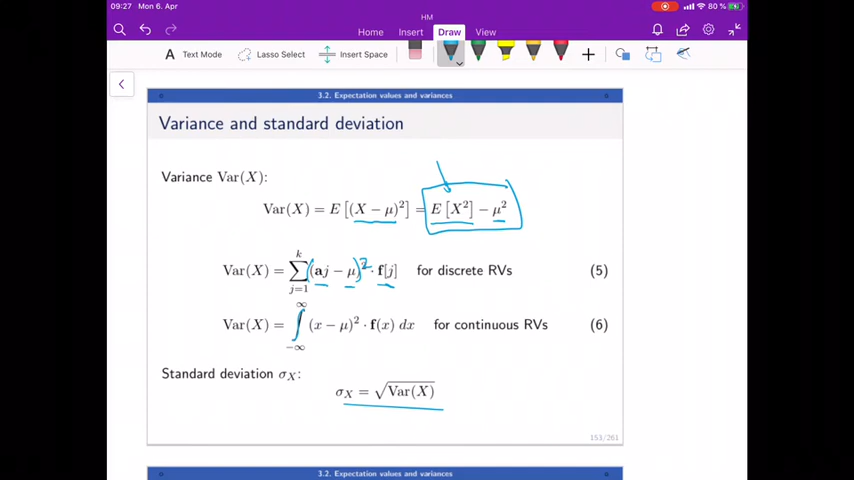 09:27 Mon 6. Apr
80 %
HM
Home Insert Draw View
A Text Mode Lasso Select Insert Space
3.2. Expectation values and variances
Variance and standard deviation
Variance Var(X):
Var(X) = E [(X − μ)²] = E [X²] − μ²
Var(X) = ∑_{j=1}^{k} (aj − μ)² · f[j] for discrete RVs (5)
Var(X) = ∫_{−∞}^{∞} (x − μ)² · f(x) dx for continuous RVs (6)
Standard deviation σ_X:
σ_X = √Var(X)
153/261
3.2. Expectation values and variances